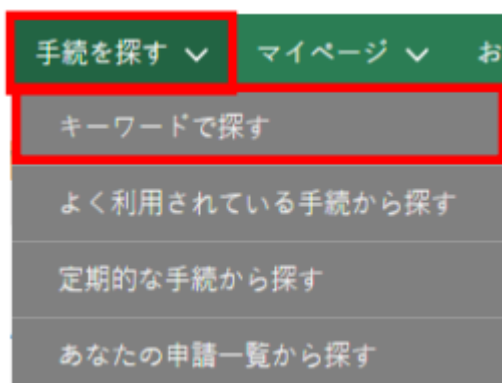 手続を探す マイページ お
キーワードで探す
よく利用されている手続から探す
定期的な手続から探す
あなたの申請一覧から探す